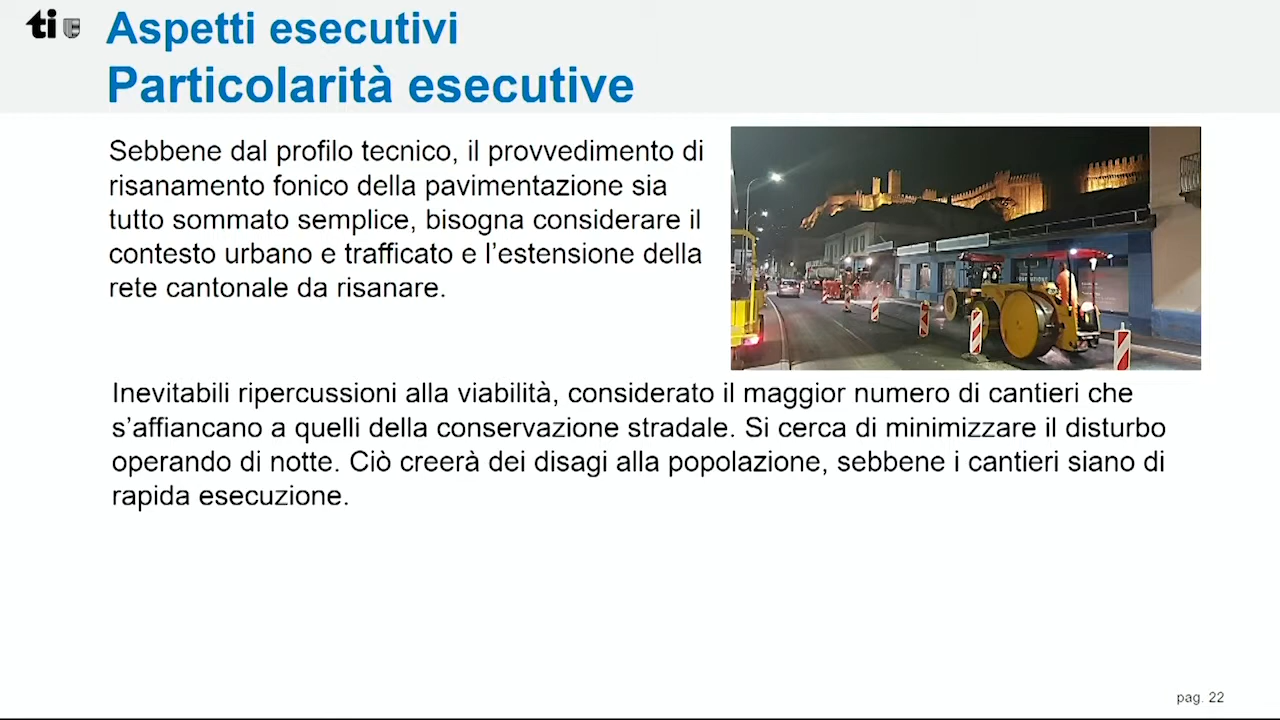 ti
Aspetti esecutivi
Particolarità esecutive
Sebbene dal profilo tecnico, il provvedimento di
risanamento fonico della pavimentazione sia
tutto sommato semplice, bisogna considerare il
contesto urbano e trafficato e l’estensione della
rete cantonale da risanare.
Inevitabili ripercussioni alla viabilità, considerato il maggior numero di cantieri che
s’affiancano a quelli della conservazione stradale. Si cerca di minimizzare il disturbo
operando di notte. Ciò creerà dei disagi alla popolazione, sebbene i cantieri siano di
rapida esecuzione.
pag. 22